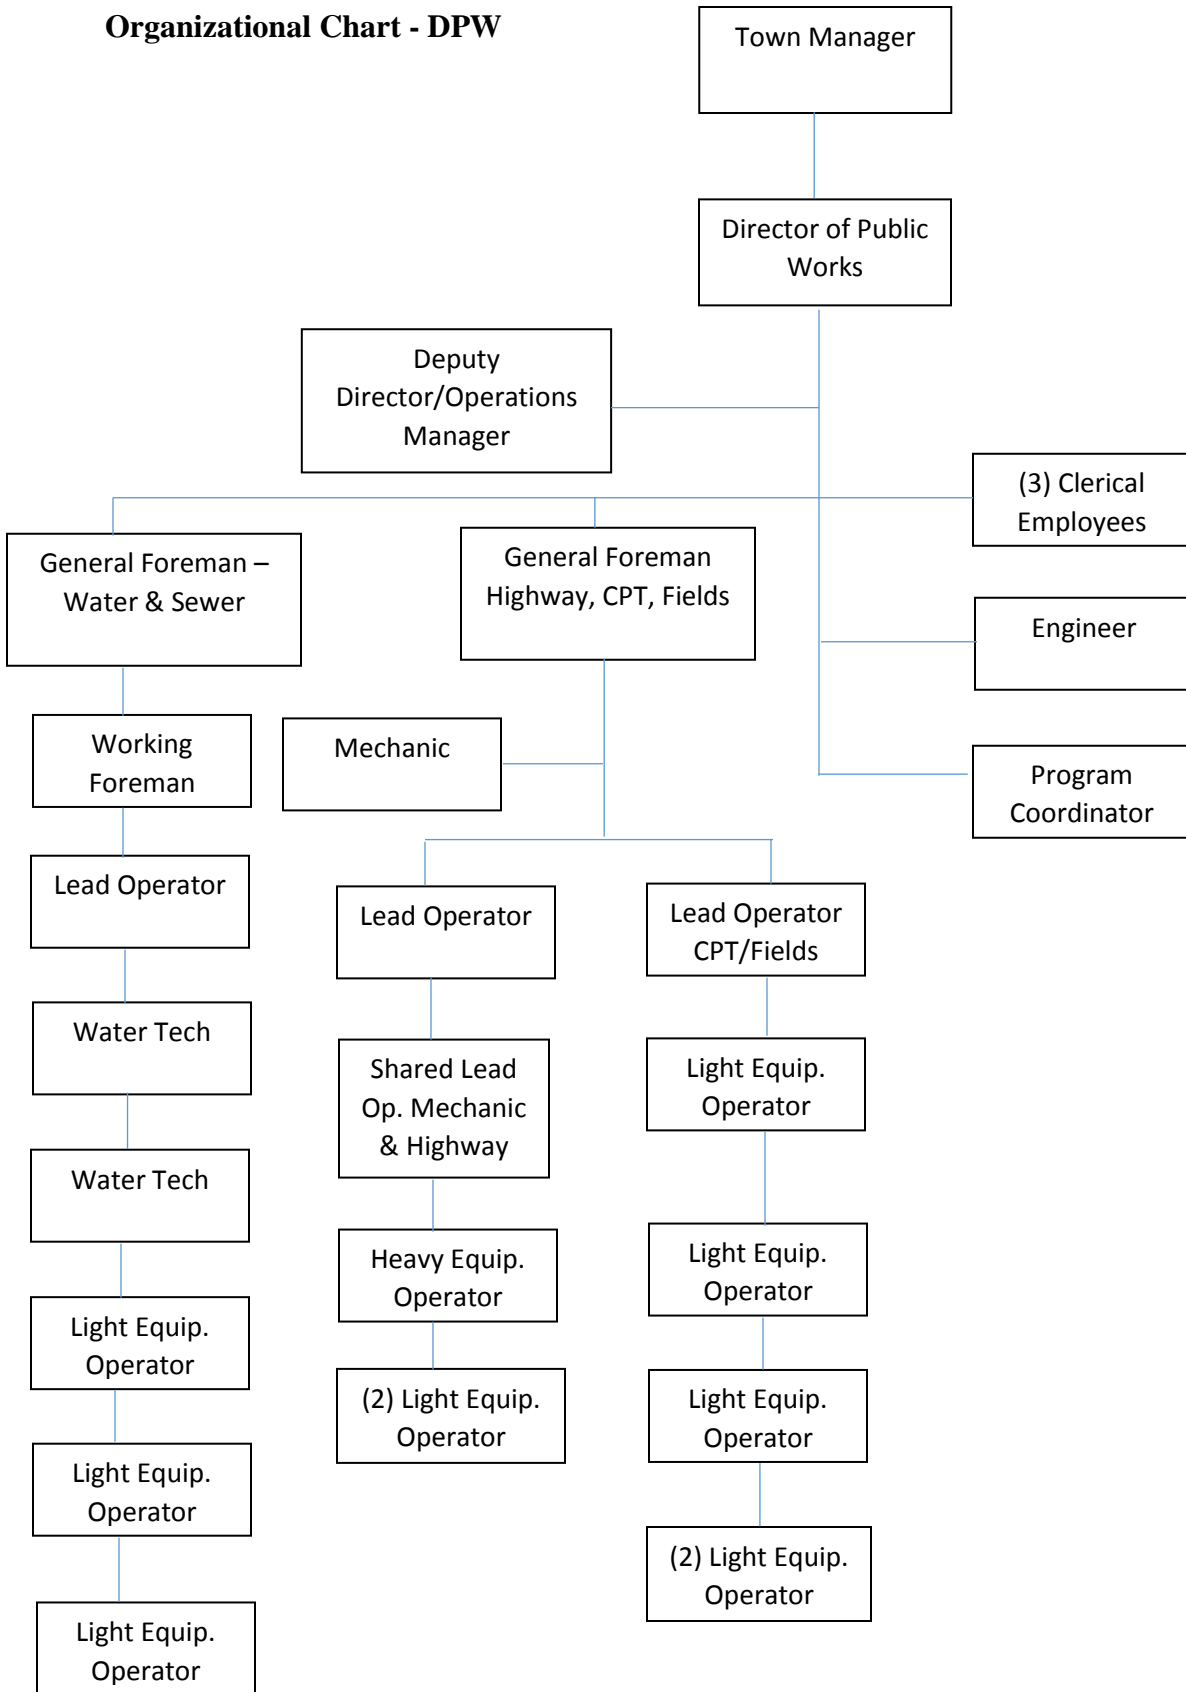 Organizational Chart - DPW
Town Manager
Director of Public
Works
Deputy
Director/Operations
Manager
(3) Clerical
Employees
Engineer
Program
Coordinator
General Foreman –
Water & Sewer
Working
Foreman
Lead Operator
Water Tech
Water Tech
Light Equip.
Operator
Light Equip.
Operator
Light Equip.
Operator
General Foreman
Highway, CPT, Fields
Mechanic
Lead Operator
Shared Lead
Op. Mechanic
& Highway
Heavy Equip.
Operator
(2) Light Equip.
Operator
Lead Operator
CPT/Fields
Light Equip.
Operator
Light Equip.
Operator
Light Equip.
Operator
(2) Light Equip.
Operator